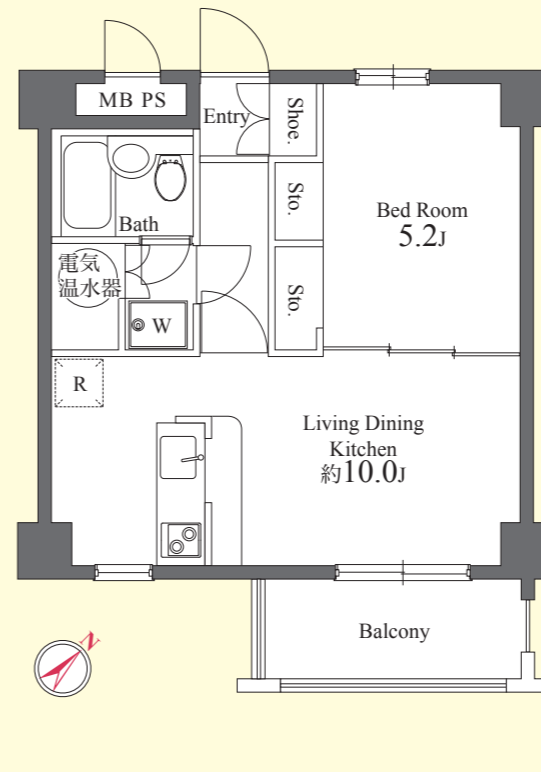 MB PS
Entry
Shoe.
Sto.
Bed Room
5.2J
Bath
電気
温水器
W
Sto.
R
Living Dining
Kitchen
約10.0J
Balcony
N